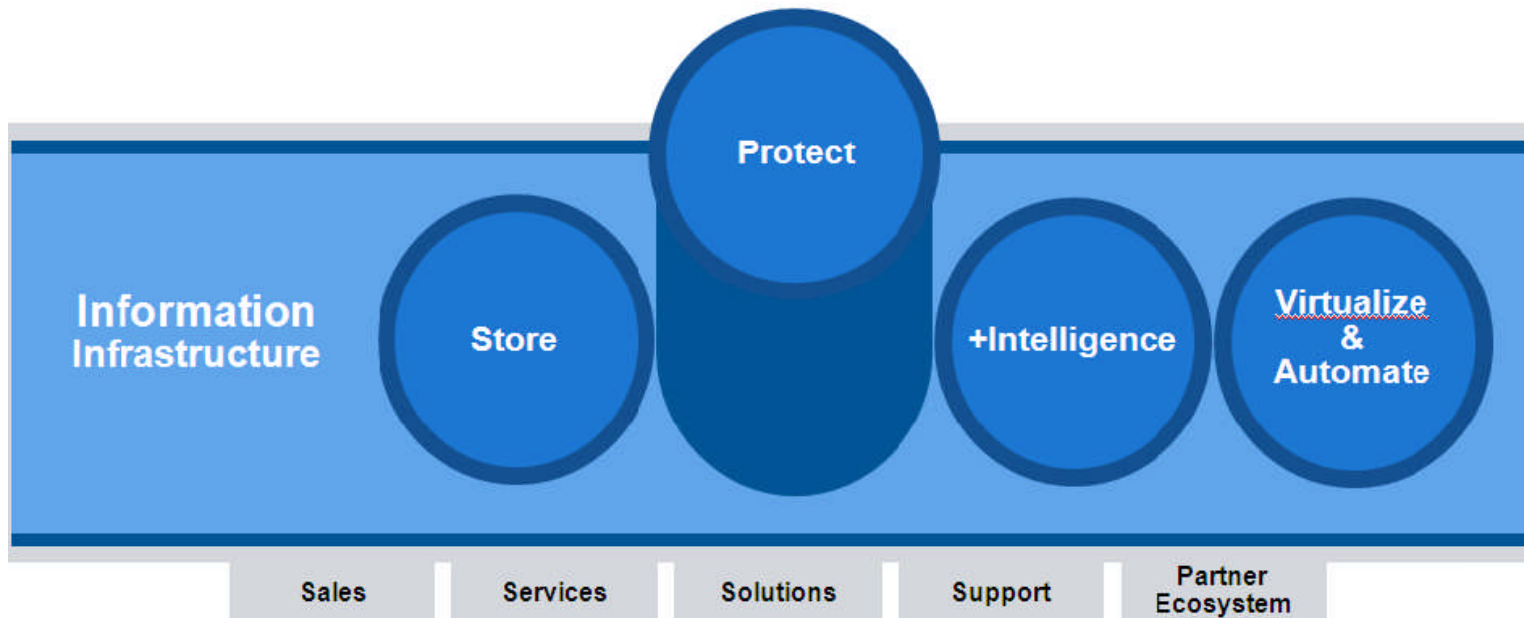 Protect
Information
Infrastructure
Store
+Intelligence
Virtualize
&
Automate
Sales
Services
Solutions
Support
Partner
Ecosystem